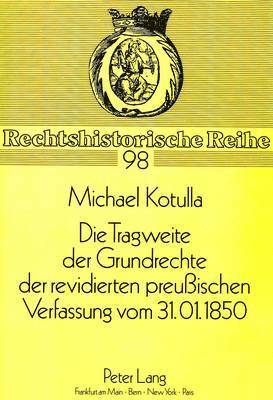 Rechtshistorische Reihe
98
Michael Kotulla
Die Tragweite
der Grundrechte
der revidierten preußischen
Verfassung vom 31.01.1850
Peter Lang
Frankfurt am Main · Bern · New York · Paris